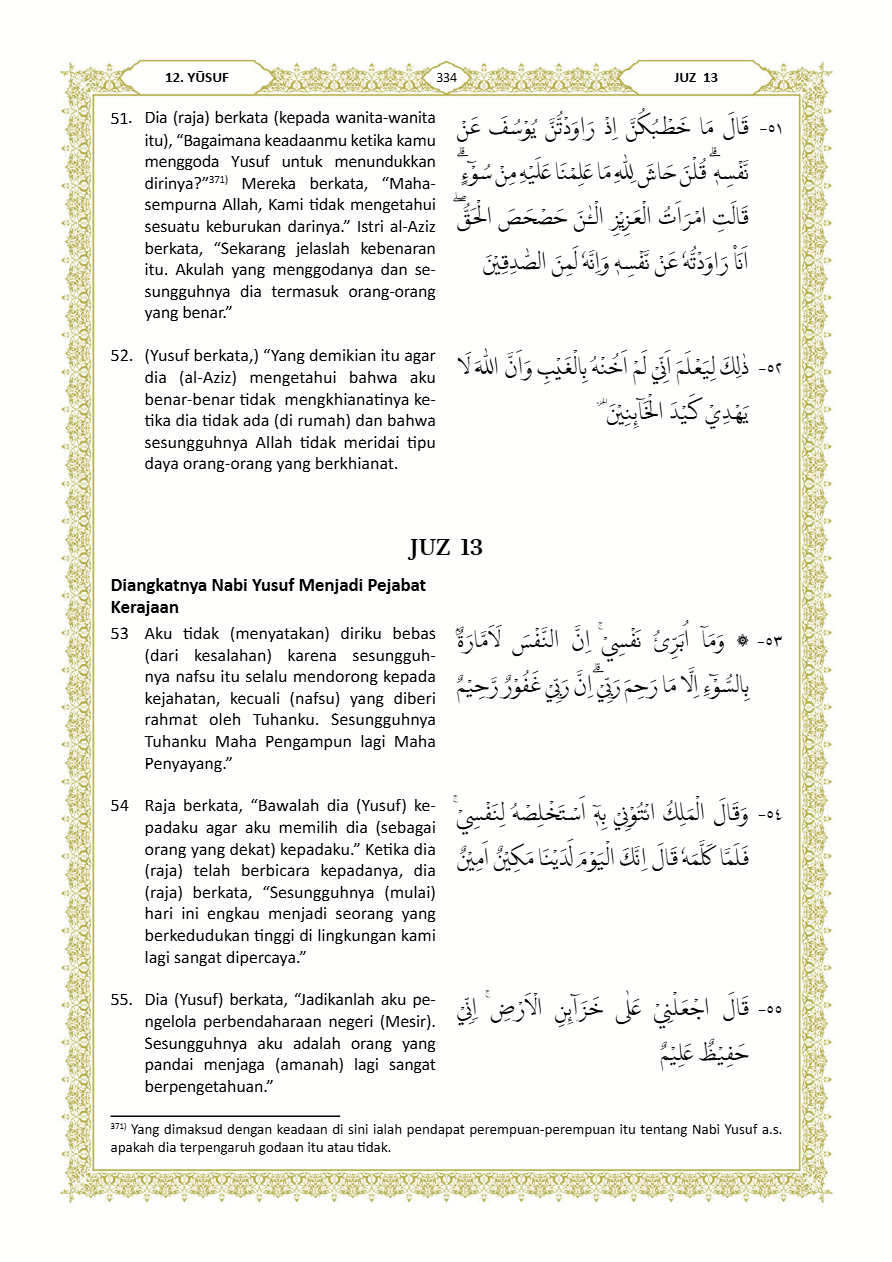 12. YŪSUF
334
JUZ 13
51. Dia (raja) berkata (kepada wanita-wanita
itu), “Bagaimana keadaanmu ketika kamu
menggoda Yusuf untuk menundukkan
dirinya?”371) Mereka berkata, “Maha-
sempurna Allah, Kami tidak mengetahui
sesuatu keburukan darinya.” Istri al-Aziz
berkata, “Sekarang jelaslah kebenaran
itu. Akulah yang menggodanya dan se-
sungguhnya dia termasuk orang-orang
yang benar.”
٥١- قَالَ مَا خَطْبُكُنَّ اِذْ رَاوَدْتُّنَّ يُوْسُفَ عَنْ
نَّفْسِهٖۗ قُلْنَ حَاشَ لِلّٰهِ مَا عَلِمْنَا عَلَيْهِ مِنْ سُوْۤءٍۗ
قَالَتِ امْرَاَتُ الْعَزِيْزِ الْـٰٔنَ حَصْحَصَ الْحَقُّۖ
اَنَا۠ رَاوَدْتُّهٗ عَنْ نَّفْسِهٖ وَاِنَّهٗ لَمِنَ الصّٰدِقِيْنَ
52. (Yusuf berkata,) “Yang demikian itu agar
dia (al-Aziz) mengetahui bahwa aku
benar-benar tidak mengkhianatinya ke-
tika dia tidak ada (di rumah) dan bahwa
sesungguhnya Allah tidak meridai tipu
daya orang-orang yang berkhianat.
٥٢- ذٰلِكَ لِيَعْلَمَ اَنِّيْ لَمْ اَخُنْهُ بِالْغَيْبِ وَاَنَّ اللّٰهَ لَا
يَهْدِيْ كَيْدَ الْخَاۤىِٕنِيْنَ ۔
JUZ 13
Diangkatnya Nabi Yusuf Menjadi Pejabat
Kerajaan
53 Aku tidak (menyatakan) diriku bebas
(dari kesalahan) karena sesungguh-
nya nafsu itu selalu mendorong kepada
kejahatan, kecuali (nafsu) yang diberi
rahmat oleh Tuhanku. Sesungguhnya
Tuhanku Maha Pengampun lagi Maha
Penyayang.”
٥٣- ۞ وَمَآ اُبَرِّئُ نَفْسِيْۚ اِنَّ النَّفْسَ لَاَمَّارَةٌ ۢ
بِالسُّوْۤءِ اِلَّا مَا رَحِمَ رَبِّيْۗ اِنَّ رَبِّيْ غَفُوْرٌ رَّحِيْمٌ
54 Raja berkata, “Bawalah dia (Yusuf) ke-
padaku agar aku memilih dia (sebagai
orang yang dekat) kepadaku.” Ketika dia
(raja) telah berbicara kepadanya, dia
(raja) berkata, “Sesungguhnya (mulai)
hari ini engkau menjadi seorang yang
berkedudukan tinggi di lingkungan kami
lagi sangat dipercaya.”
٥٤- وَقَالَ الْمَلِكُ ائْتُوْنِيْ بِهٖٓ اَسْتَخْلِصْهُ لِنَفْسِيْۚ
فَلَمَّا كَلَّمَهٗ قَالَ اِنَّكَ الْيَوْمَ لَدَيْنَا مَكِيْنٌ اَمِيْنٌ
55. Dia (Yusuf) berkata, “Jadikanlah aku pe-
ngelola perbendaharaan negeri (Mesir).
Sesungguhnya aku adalah orang yang
pandai menjaga (amanah) lagi sangat
berpengetahuan.”
٥٥- قَالَ اجْعَلْنِيْ عَلٰى خَزَاۤىِٕنِ الْاَرْضِۚ اِنِّيْ
حَفِيْظٌ عَلِيْمٌ
371) Yang dimaksud dengan keadaan di sini ialah pendapat perempuan-perempuan itu tentang Nabi Yusuf a.s.
apakah dia terpengaruh godaan itu atau tidak.